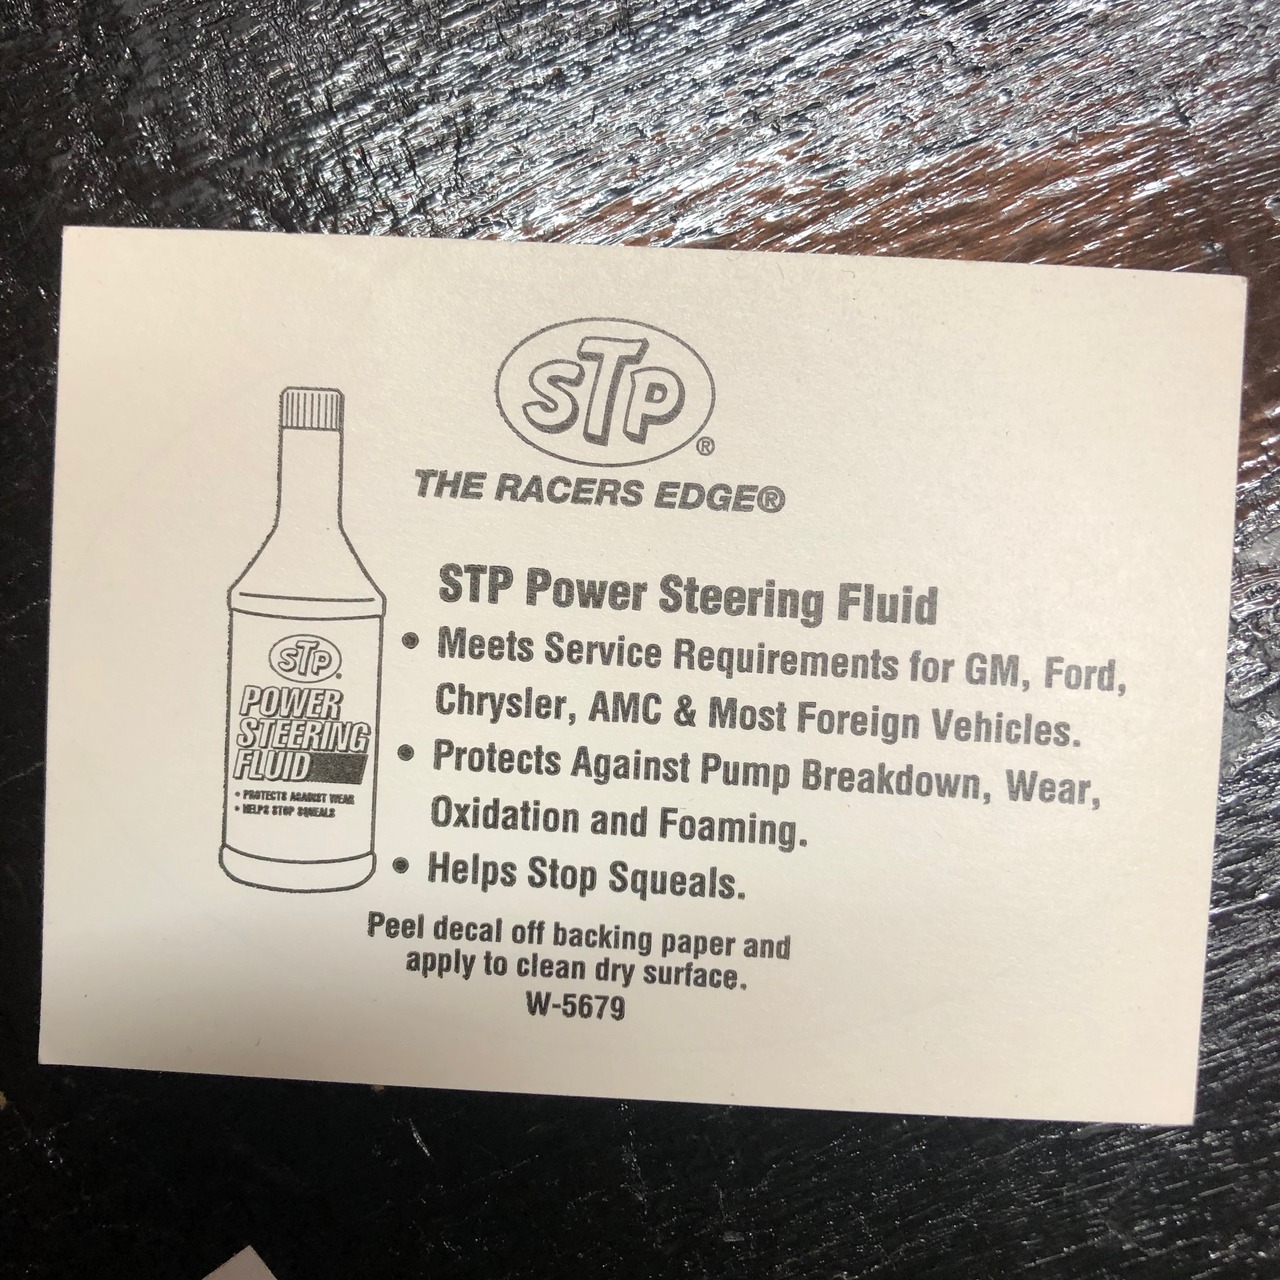 STP®
THE RACERS EDGE®
STP Power Steering Fluid
• Meets Service Requirements for GM, Ford,
Chrysler, AMC & Most Foreign Vehicles.
• Protects Against Pump Breakdown, Wear,
Oxidation and Foaming.
• Helps Stop Squeals.
Peel decal off backing paper and
apply to clean dry surface.
W-5679
STP®
POWER
STEERING
FLUID
• PROTECTS AGAINST WEAR
• HELPS STOP SQUEALS